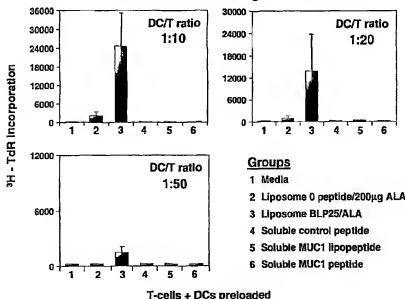 DC/T ratio
1:10
36000
30000
24000
18000
12000
6000
0
1 2 3 4 5 6
DC/T ratio
1:20
30000
24000
18000
12000
6000
0
1 2 3 4 5 6
³H - TdR Incorporation
DC/T ratio
1:50
12000
6000
0
1 2 3 4 5 6
T-cells + DCs preloaded
Groups
1 Media
2 Liposome 0 peptide/200µg ALA
3 Liposome BLP25/ALA
4 Soluble control peptide
5 Soluble MUC1 lipopeptide
6 Soluble MUC1 peptide